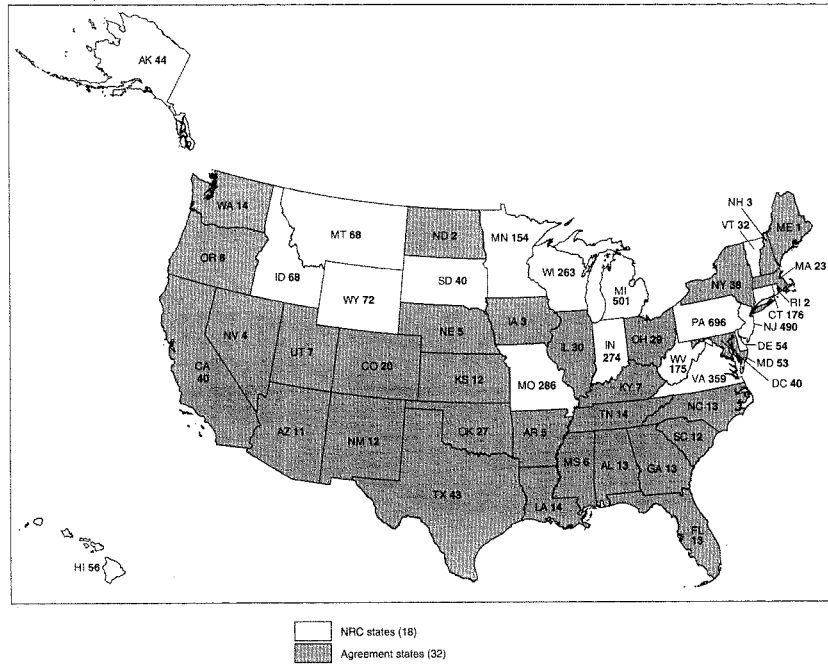 AK 44
WA 14
OR 6
CA
40
NV 4
ID 68
MT 68
WY 72
UT 7
AZ 11
CO 20
NM 12
ND 2
SD 40
NE 5
KS 12
OK 27
TX 43
MN 154
IA 3
MO 286
AR 5
LA 14
WI 263
IL 30
MI
501
IN
274
OH 29
KY 7
TN 14
MS 6
AL 13
GA 13
FL
13
SC 12
NC 13
VA 359
WV
175
PA 696
NY 38
VT 32
NH 3
ME 1
MA 23
RI 2
CT 176
NJ 490
DE 54
MD 53
DC 40
HI 56
NRC states (18)
Agreement states (32)